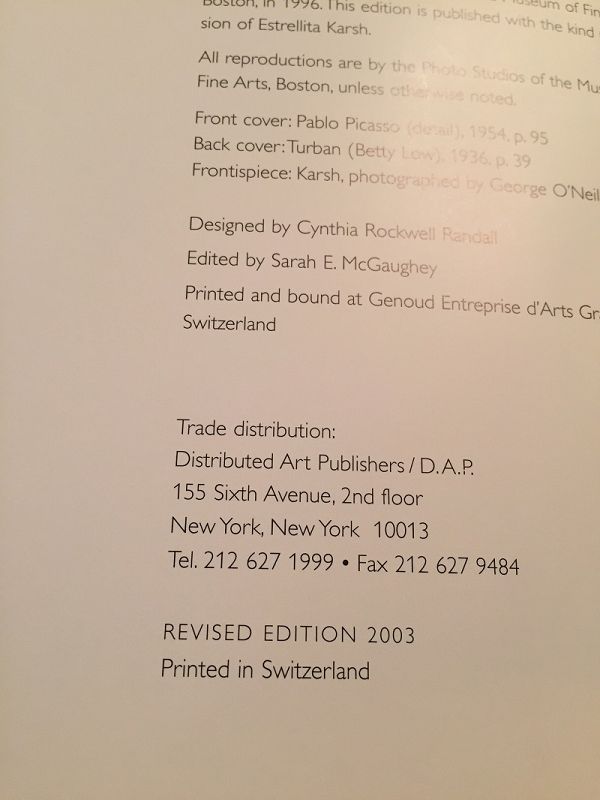 Boston, in 1996. This edition is published with the kind
sion of Estrellita Karsh.
All reproductions are by the Photo Studios of the Mus
Fine Arts, Boston, unless otherwise noted.
Front cover: Pablo Picasso (detail), 1954, p. 95
Back cover: Turban (Betty Low), 1936, p. 39
Frontispiece: Karsh, photographed by George O'Neil
Designed by Cynthia Rockwell Randall
Edited by Sarah E. McGaughey
Printed and bound at Genoud Entreprise d'Arts Gra
Switzerland
Trade distribution:
Distributed Art Publishers / D.A.P.
155 Sixth Avenue, 2nd floor
New York, New York 10013
Tel. 212 627 1999 • Fax 212 627 9484
REVISED EDITION 2003
Printed in Switzerland